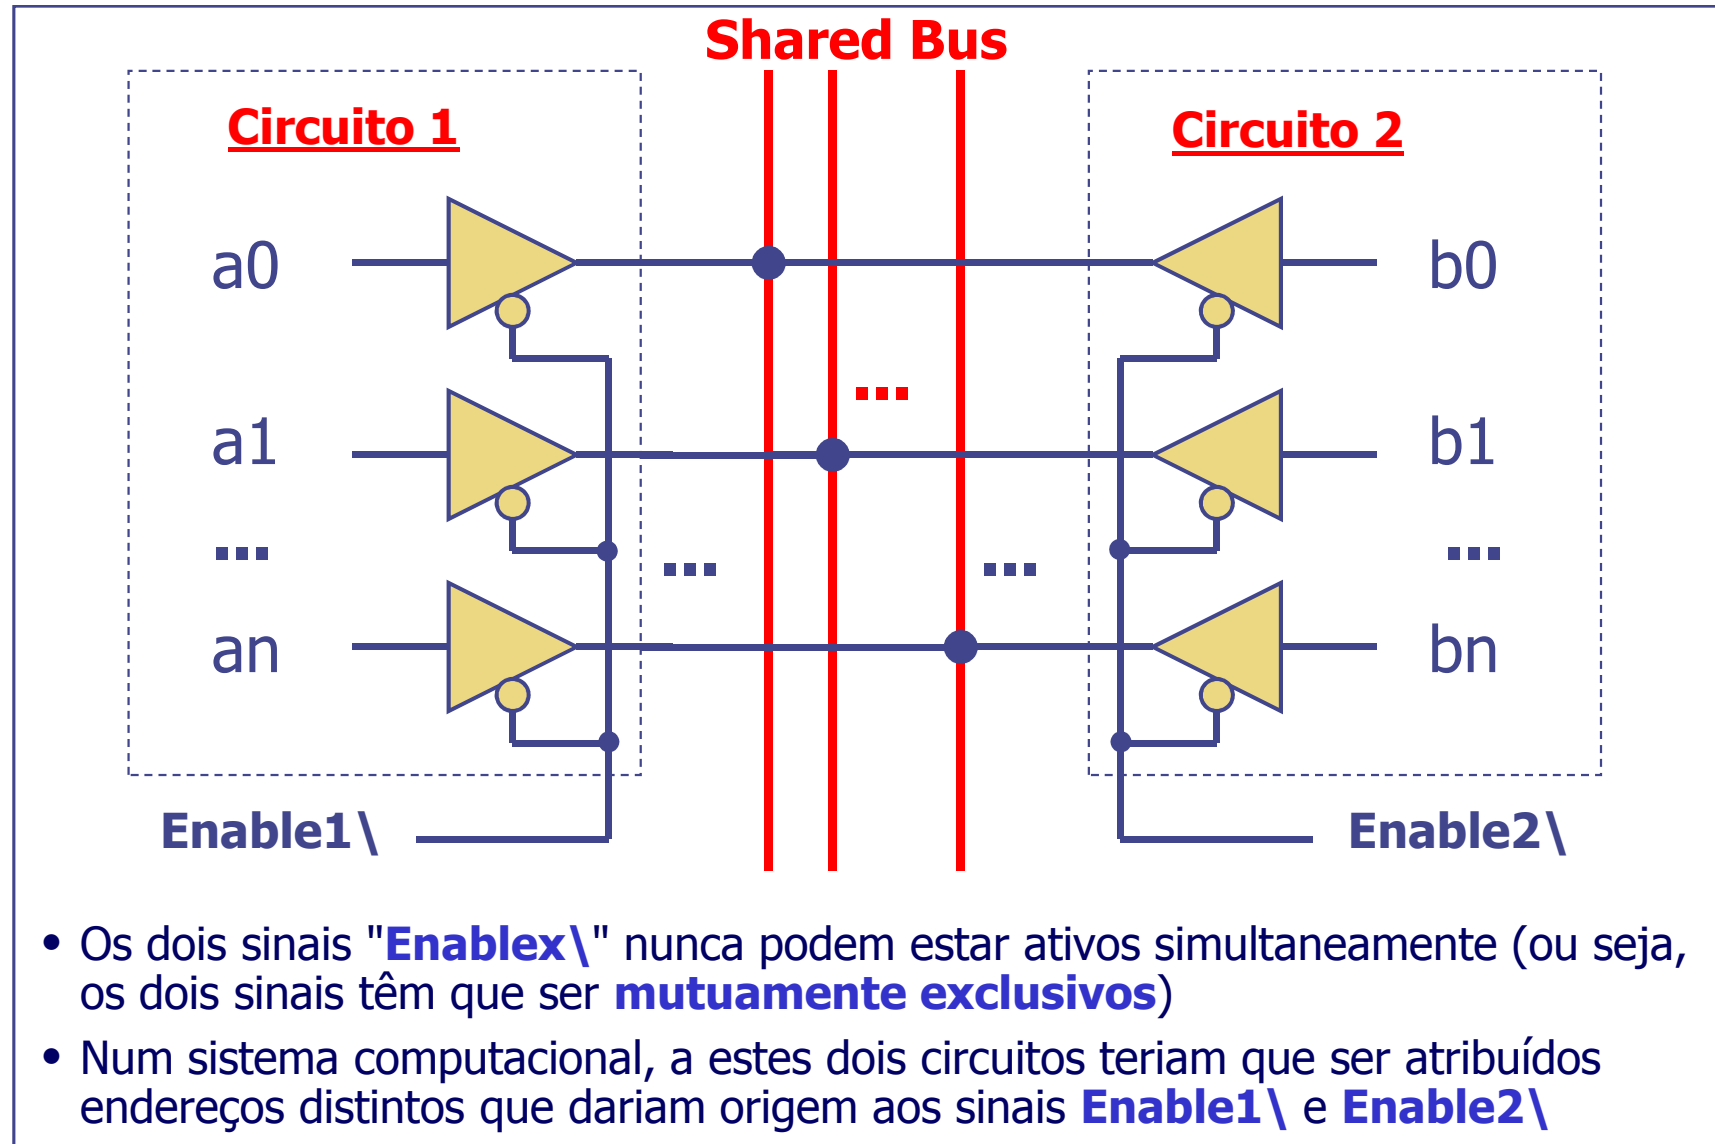 Shared Bus
Circuito 1
Circuito 2
a0
b0
...
a1
b1
...
...
...
...
an
bn
Enable1\
Enable2\
• Os dois sinais "Enablex\" nunca podem estar ativos simultaneamente (ou seja,
os dois sinais têm que ser mutuamente exclusivos)
• Num sistema computacional, a estes dois circuitos teriam que ser atribuídos
endereços distintos que dariam origem aos sinais Enable1\ e Enable2\